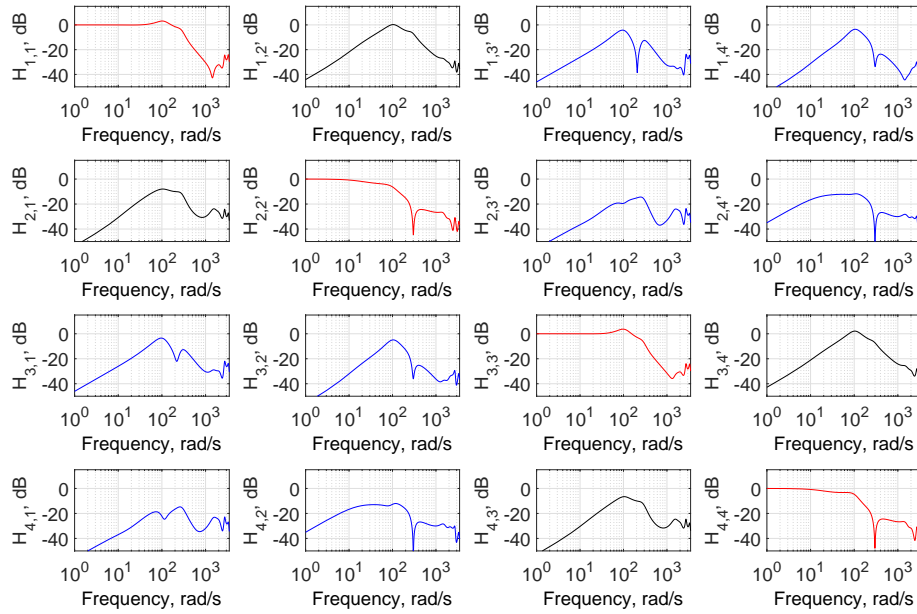 H1,1, dB
0
-20
-40
10^0 10^1 10^2 10^3
Frequency, rad/s
H1,2, dB
0
-20
-40
10^0 10^1 10^2 10^3
Frequency, rad/s
H1,3, dB
0
-20
-40
10^0 10^1 10^2 10^3
Frequency, rad/s
H1,4, dB
0
-20
-40
10^0 10^1 10^2 10^3
Frequency, rad/s
H2,1, dB
0
-20
-40
10^0 10^1 10^2 10^3
Frequency, rad/s
H2,2, dB
0
-20
-40
10^0 10^1 10^2 10^3
Frequency, rad/s
H2,3, dB
0
-20
-40
10^0 10^1 10^2 10^3
Frequency, rad/s
H2,4, dB
0
-20
-40
10^0 10^1 10^2 10^3
Frequency, rad/s
H3,1, dB
0
-20
-40
10^0 10^1 10^2 10^3
Frequency, rad/s
H3,2, dB
0
-20
-40
10^0 10^1 10^2 10^3
Frequency, rad/s
H3,3, dB
0
-20
-40
10^0 10^1 10^2 10^3
Frequency, rad/s
H3,4, dB
0
-20
-40
10^0 10^1 10^2 10^3
Frequency, rad/s
H4,1, dB
0
-20
-40
10^0 10^1 10^2 10^3
Frequency, rad/s
H4,2, dB
0
-20
-40
10^0 10^1 10^2 10^3
Frequency, rad/s
H4,3, dB
0
-20
-40
10^0 10^1 10^2 10^3
Frequency, rad/s
H4,4, dB
0
-20
-40
10^0 10^1 10^2 10^3
Frequency, rad/s